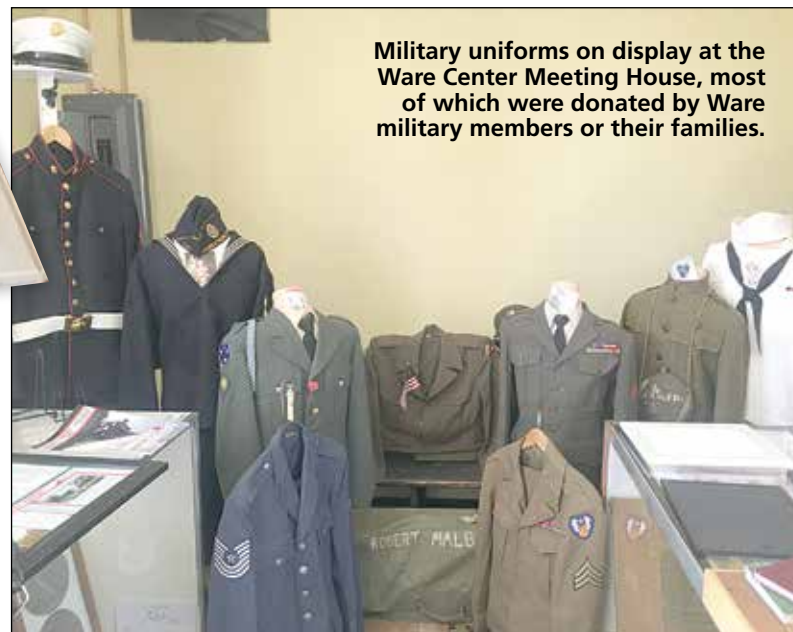 Military uniforms on display at the
Ware Center Meeting House, most
of which were donated by Ware
military members or their families.
ROBERT MALB